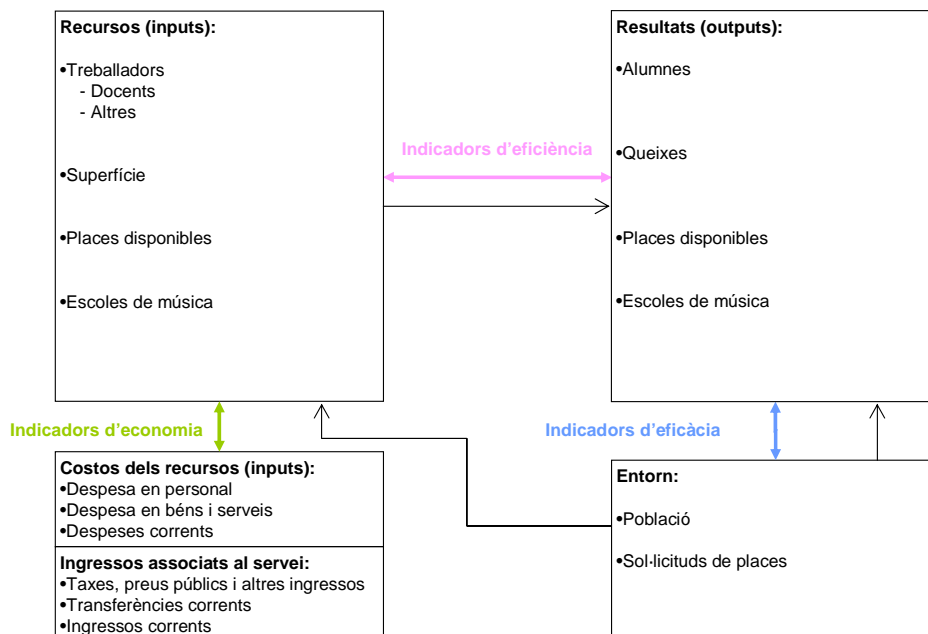 Recursos (inputs):
•Treballadors
- Docents
- Altres
•Superfície
•Places disponibles
•Escoles de música
Indicadors d'eficiència
Resultats (outputs):
•Alumnes
•Queixes
•Places disponibles
•Escoles de música
Indicadors d'economia
Indicadors d'eficàcia
Costos dels recursos (inputs):
•Despesa en personal
•Despesa en béns i serveis
•Despeses corrents
Ingressos associats al servei:
•Taxes, preus públics i altres ingressos
•Transferències corrents
•Ingressos corrents
Entorn:
•Població
•Sol·licituds de places